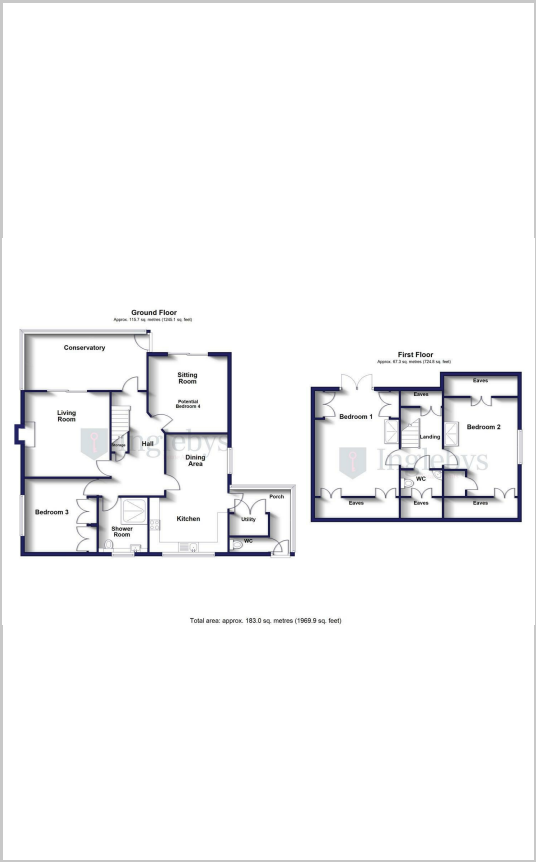 Ground Floor
Approx. 115.7 sq. metres (1245.1 sq. feet)
Conservatory
Sitting
Room
Potential
Bedroom 4
Living
Room
Storage
Hall
Dining
Area
Bedroom 3
Shower
Room
Kitchen
Porch
Utility
WC
First Floor
Approx. 67.3 sq. metres (724.8 sq. feet)
Eaves
Eaves
Bedroom 1
Landing
Bedroom 2
WC
Eaves
Eaves
Eaves
Inglebys
Inglebys
Total area: approx. 183.0 sq. metres (1969.9 sq. feet)